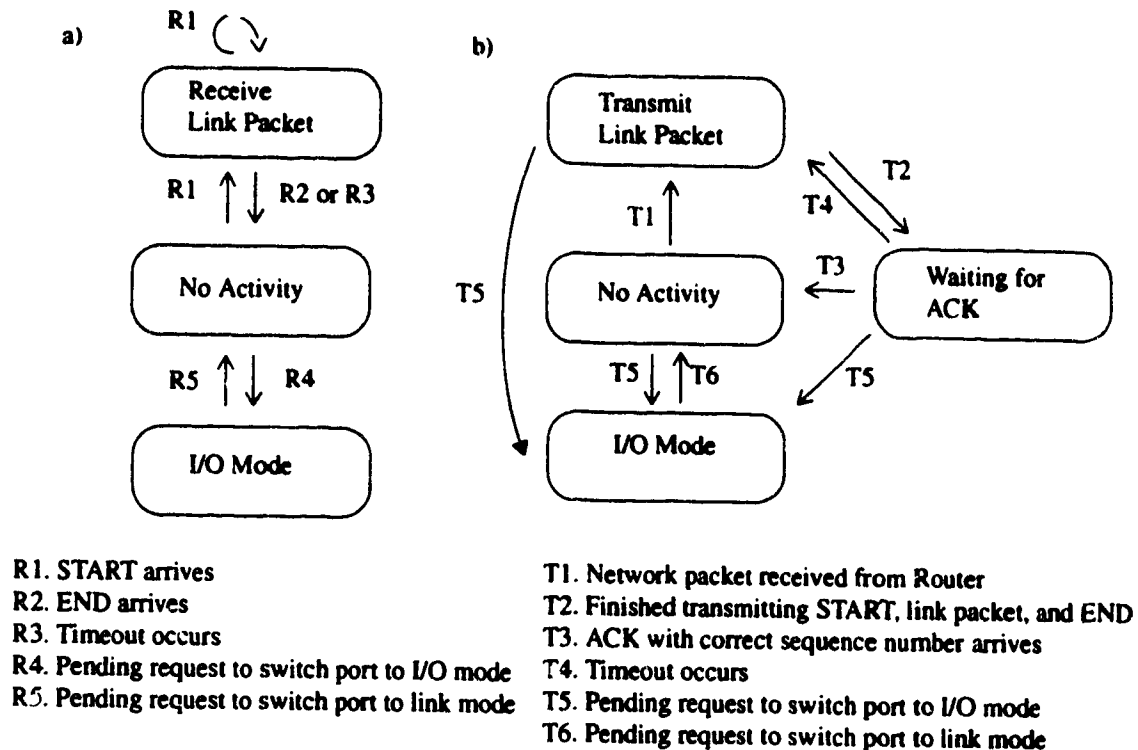 a)
R1
Receive
Link Packet
R1
R2 or R3
No Activity
R5
R4
I/O Mode
b)
Transmit
Link Packet
T2
T4
T1
T3
Waiting for
ACK
No Activity
T5
T5
T6
T5
I/O Mode
R1. START arrives
R2. END arrives
R3. Timeout occurs
R4. Pending request to switch port to I/O mode
R5. Pending request to switch port to link mode
T1. Network packet received from Router
T2. Finished transmitting START, link packet, and END
T3. ACK with correct sequence number arrives
T4. Timeout occurs
T5. Pending request to switch port to I/O mode
T6. Pending request to switch port to link mode